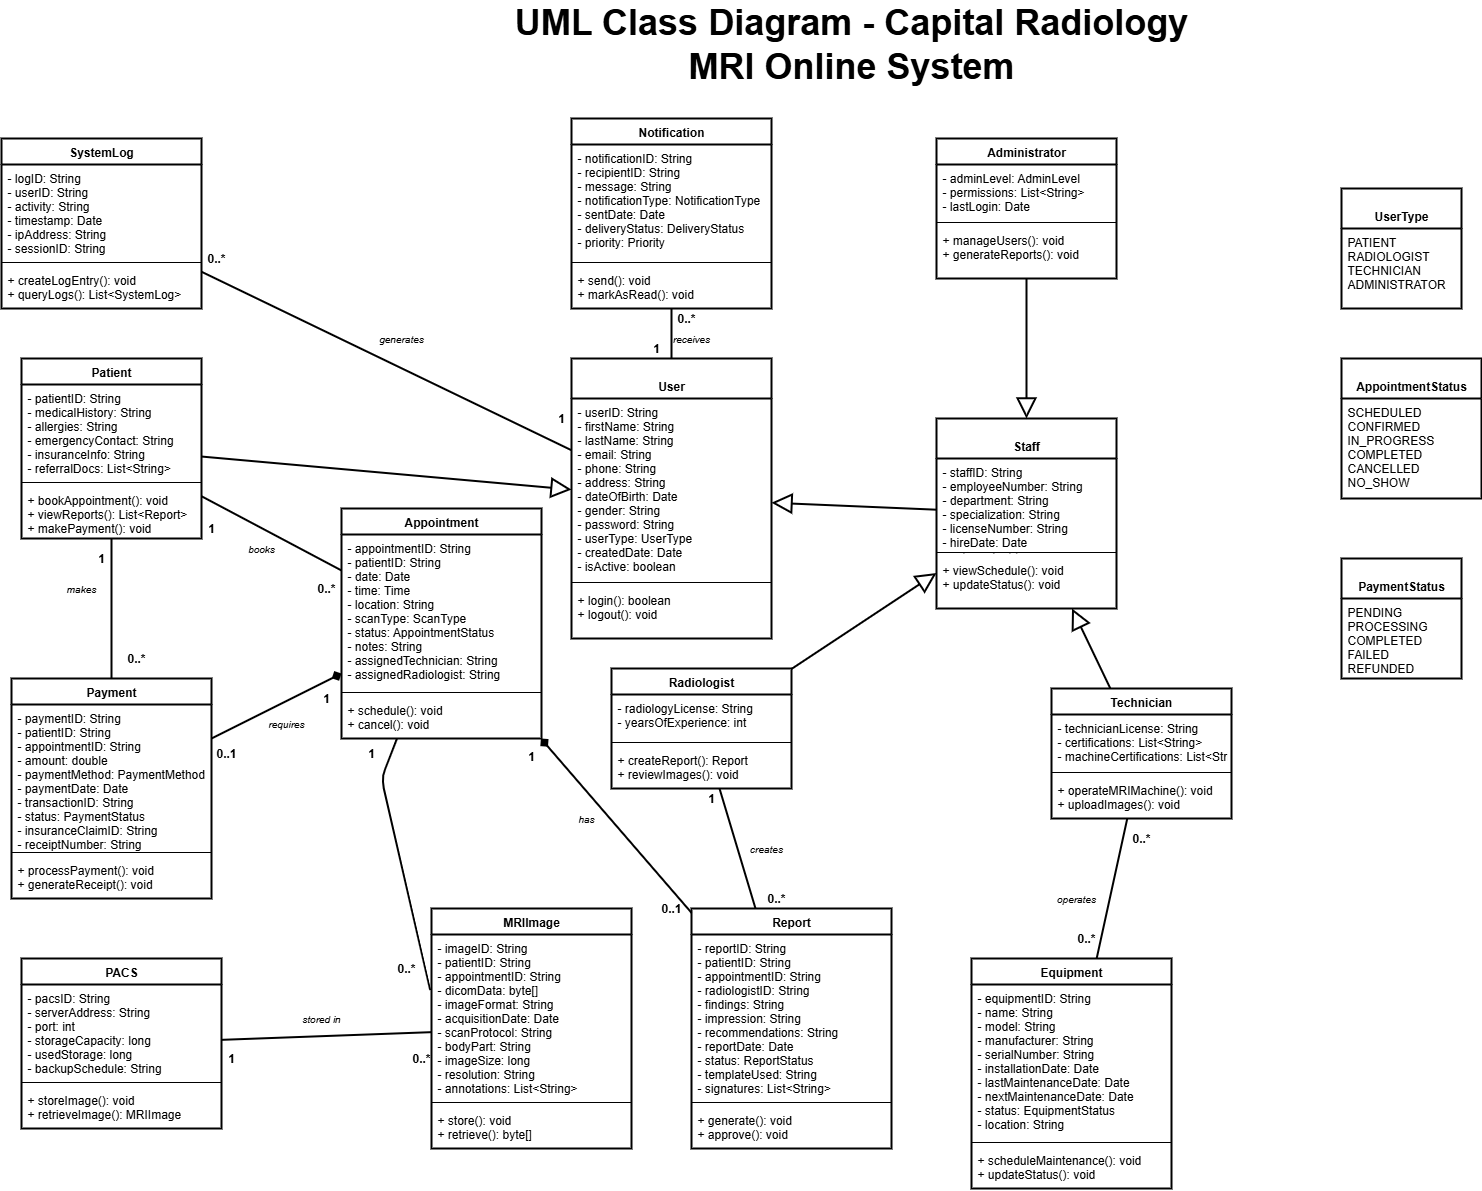 UML Class Diagram - Capital Radiology
MRI Online System
SystemLog
- logID: String
- userID: String
- activity: String
- timestamp: Date
- ipAddress: String
- sessionID: String
+ createLogEntry(): void
+ queryLogs(): List<SystemLog>
0..*
generates
1
Notification
- notificationID: String
- recipientID: String
- message: String
- notificationType: NotificationType
- sentDate: Date
- deliveryStatus: DeliveryStatus
- priority: Priority
+ send(): void
+ markAsRead(): void
0..*
receives
1
Administrator
- adminLevel: AdminLevel
- permissions: List<String>
- lastLogin: Date
+ manageUsers(): void
+ generateReports(): void
UserType
PATIENT
RADIOLOGIST
TECHNICIAN
ADMINISTRATOR
Patient
- patientID: String
- medicalHistory: String
- allergies: String
- emergencyContact: String
- insuranceInfo: String
- referralDocs: List<String>
+ bookAppointment(): void
+ viewReports(): List<Report>
+ makePayment(): void
1
books
0..*
1
makes
0..*
User
- userID: String
- firstName: String
- lastName: String
- email: String
- phone: String
- address: String
- dateOfBirth: Date
- gender: String
- password: String
- userType: UserType
- createdDate: Date
- isActive: boolean
+ login(): boolean
+ logout(): void
Staff
- staffID: String
- employeeNumber: String
- department: String
- specialization: String
- licenseNumber: String
- hireDate: Date
+ viewSchedule(): void
+ updateStatus(): void
AppointmentStatus
SCHEDULED
CONFIRMED
IN_PROGRESS
COMPLETED
CANCELLED
NO_SHOW
Appointment
- appointmentID: String
- patientID: String
- date: Date
- time: Time
- location: String
- scanType: ScanType
- status: AppointmentStatus
- notes: String
- assignedTechnician: String
- assignedRadiologist: String
+ schedule(): void
+ cancel(): void
PaymentStatus
PENDING
PROCESSING
COMPLETED
FAILED
REFUNDED
Payment
- paymentID: String
- patientID: String
- appointmentID: String
- amount: double
- paymentMethod: PaymentMethod
- paymentDate: Date
- transactionID: String
- status: PaymentStatus
- insuranceClaimID: String
- receiptNumber: String
+ processPayment(): void
+ generateReceipt(): void
1
requires
0..1
1
0..*
1
has
0..1
Radiologist
- radiologyLicense: String
- yearsOfExperience: int
+ createReport(): Report
+ reviewImages(): void
1
creates
0..*
Technician
- technicianLicense: String
- certifications: List<String>
- machineCertifications: List<Str
+ operateMRIMachine(): void
+ uploadImages(): void
0..*
operates
0..*
PACS
- pacsID: String
- serverAddress: String
- port: int
- storageCapacity: long
- usedStorage: long
- backupSchedule: String
+ storeImage(): void
+ retrieveImage(): MRIImage
stored in
1
0..*
MRIImage
- imageID: String
- patientID: String
- appointmentID: String
- dicomData: byte[]
- imageFormat: String
- acquisitionDate: Date
- scanProtocol: String
- bodyPart: String
- imageSize: long
- resolution: String
- annotations: List<String>
+ store(): void
+ retrieve(): byte[]
Report
- reportID: String
- patientID: String
- appointmentID: String
- radiologistID: String
- findings: String
- impression: String
- recommendations: String
- reportDate: Date
- status: ReportStatus
- templateUsed: String
- signatures: List<String>
+ generate(): void
+ approve(): void
Equipment
- equipmentID: String
- name: String
- model: String
- manufacturer: String
- serialNumber: String
- installationDate: Date
- lastMaintenanceDate: Date
- nextMaintenanceDate: Date
- status: EquipmentStatus
- location: String
+ scheduleMaintenance(): void
+ updateStatus(): void